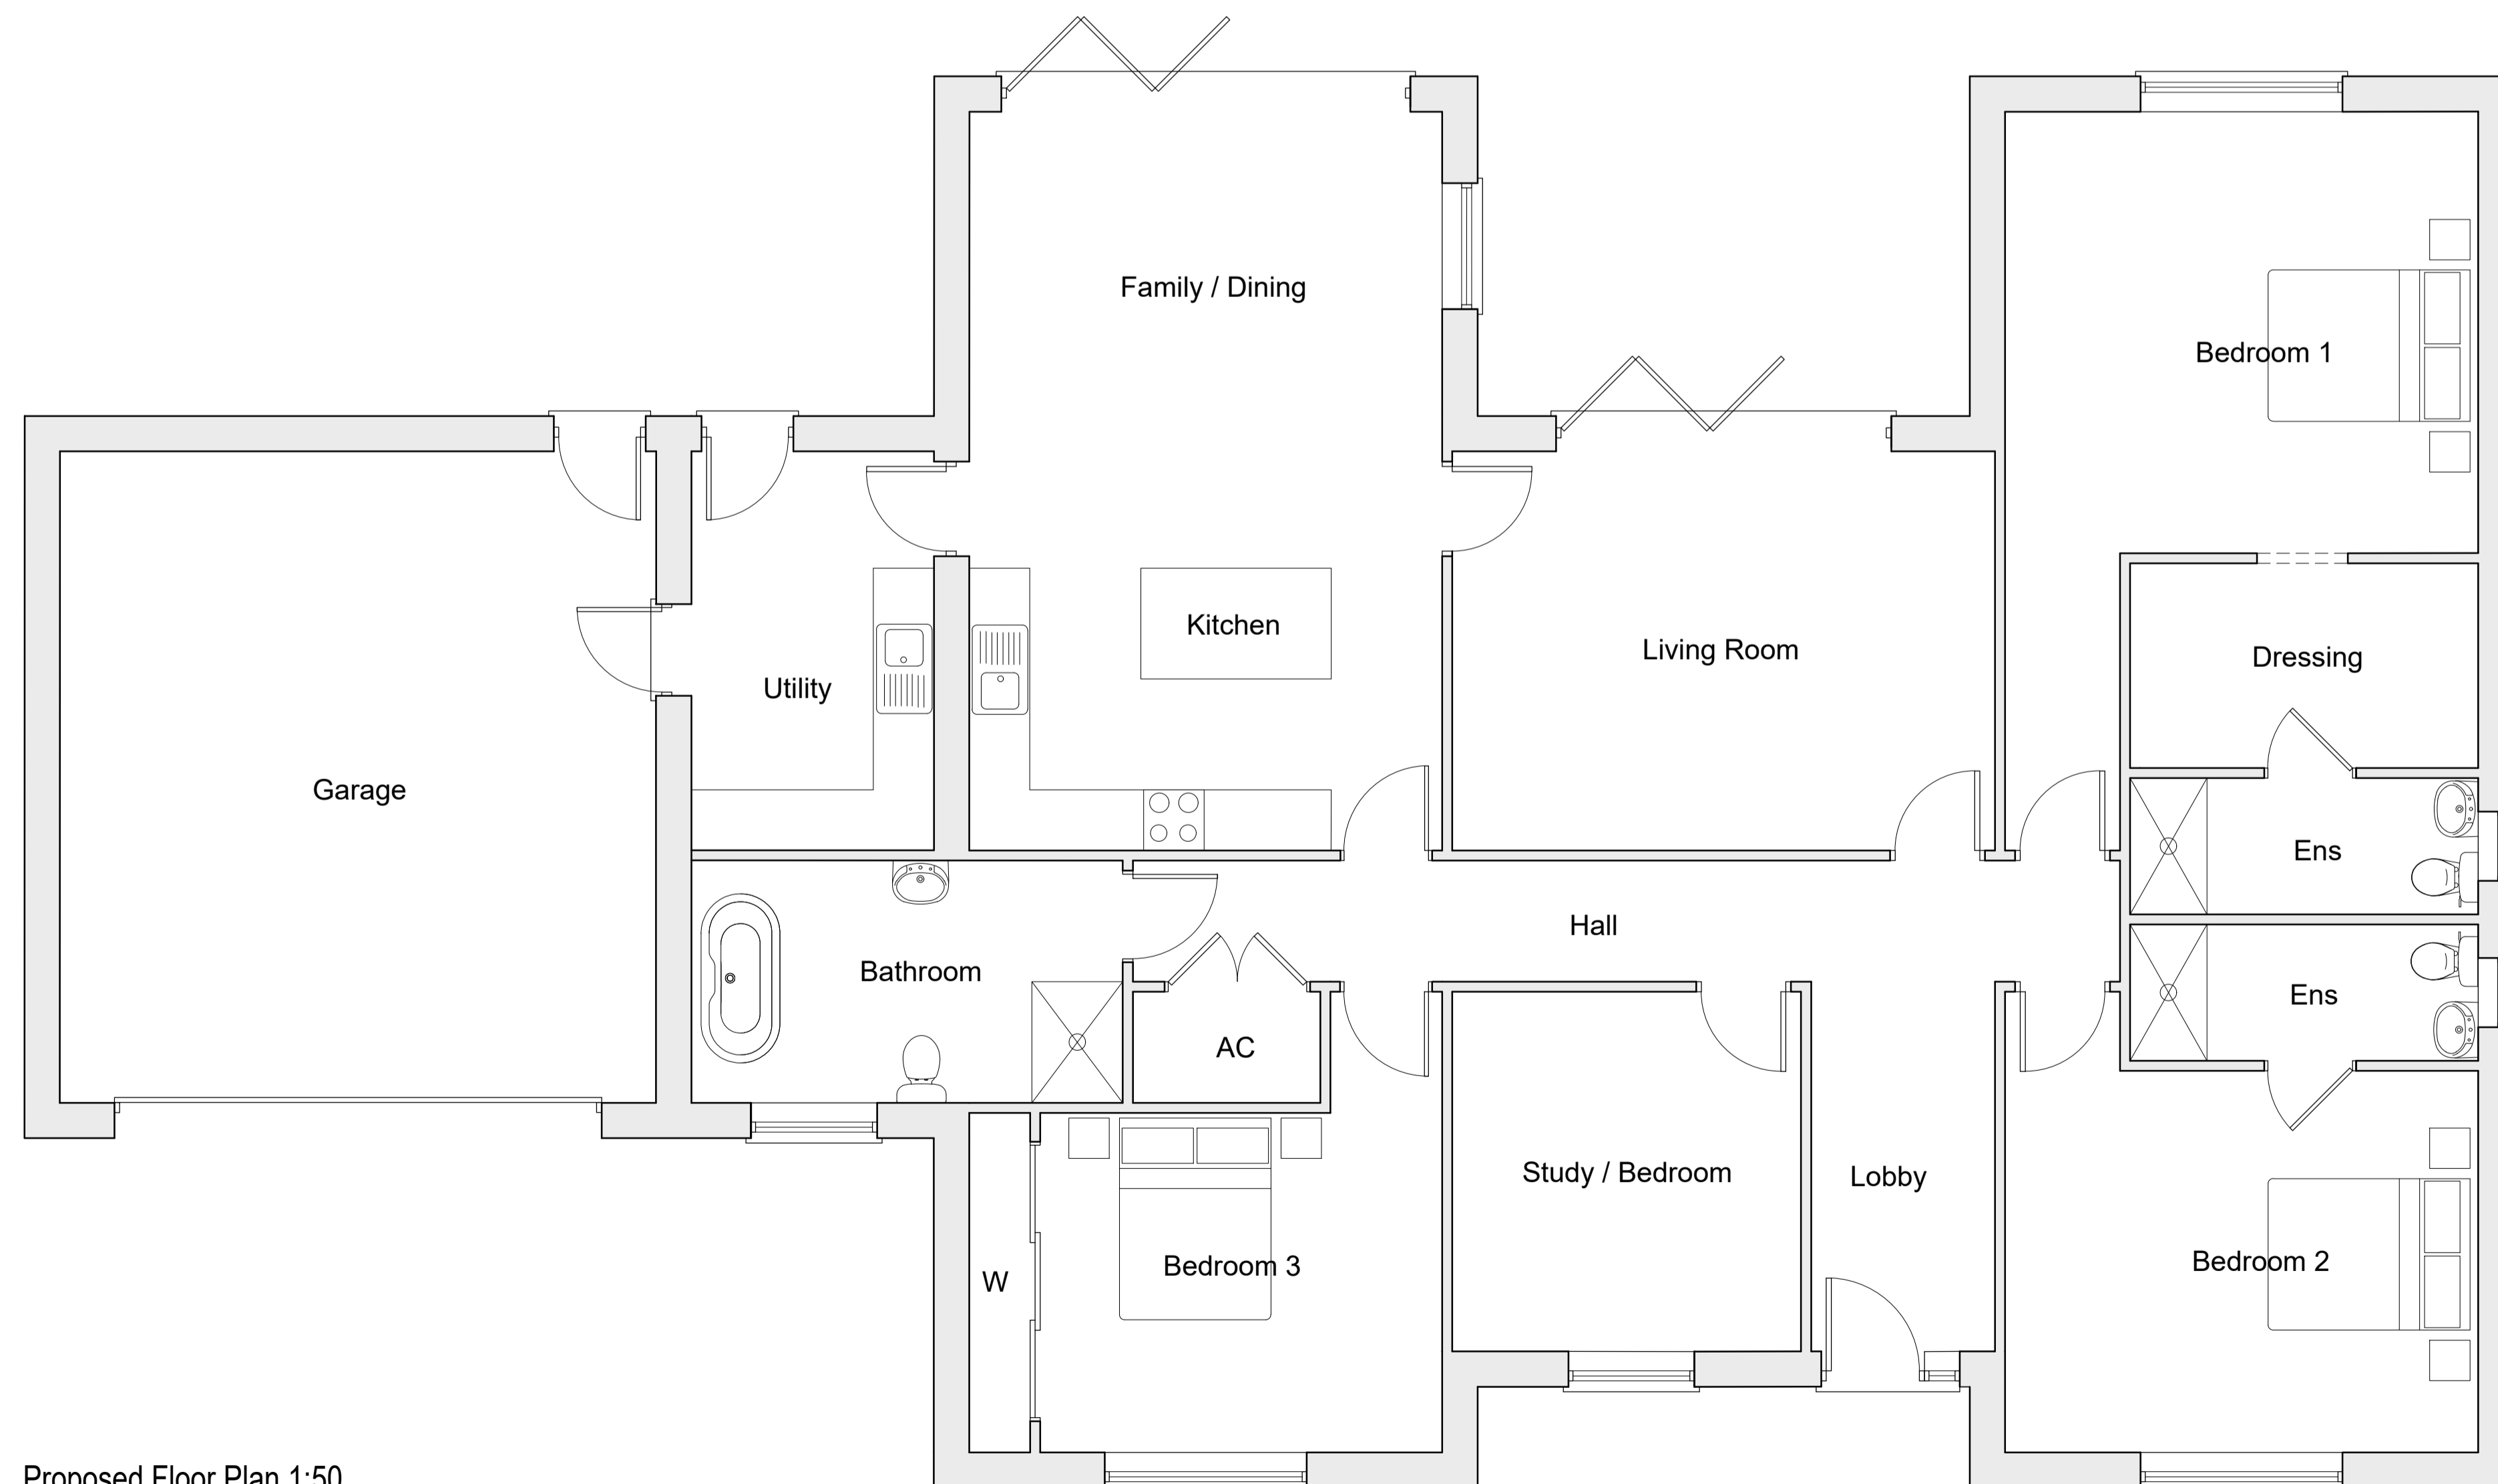 Family / Dining
Bedroom 1
Kitchen
Living Room
Dressing
Utility
Garage
Ens
Hall
Bathroom
Ens
AC
Study / Bedroom
Lobby
Bedroom 3
Bedroom 2
W
Proposed Floor Plan 1:50